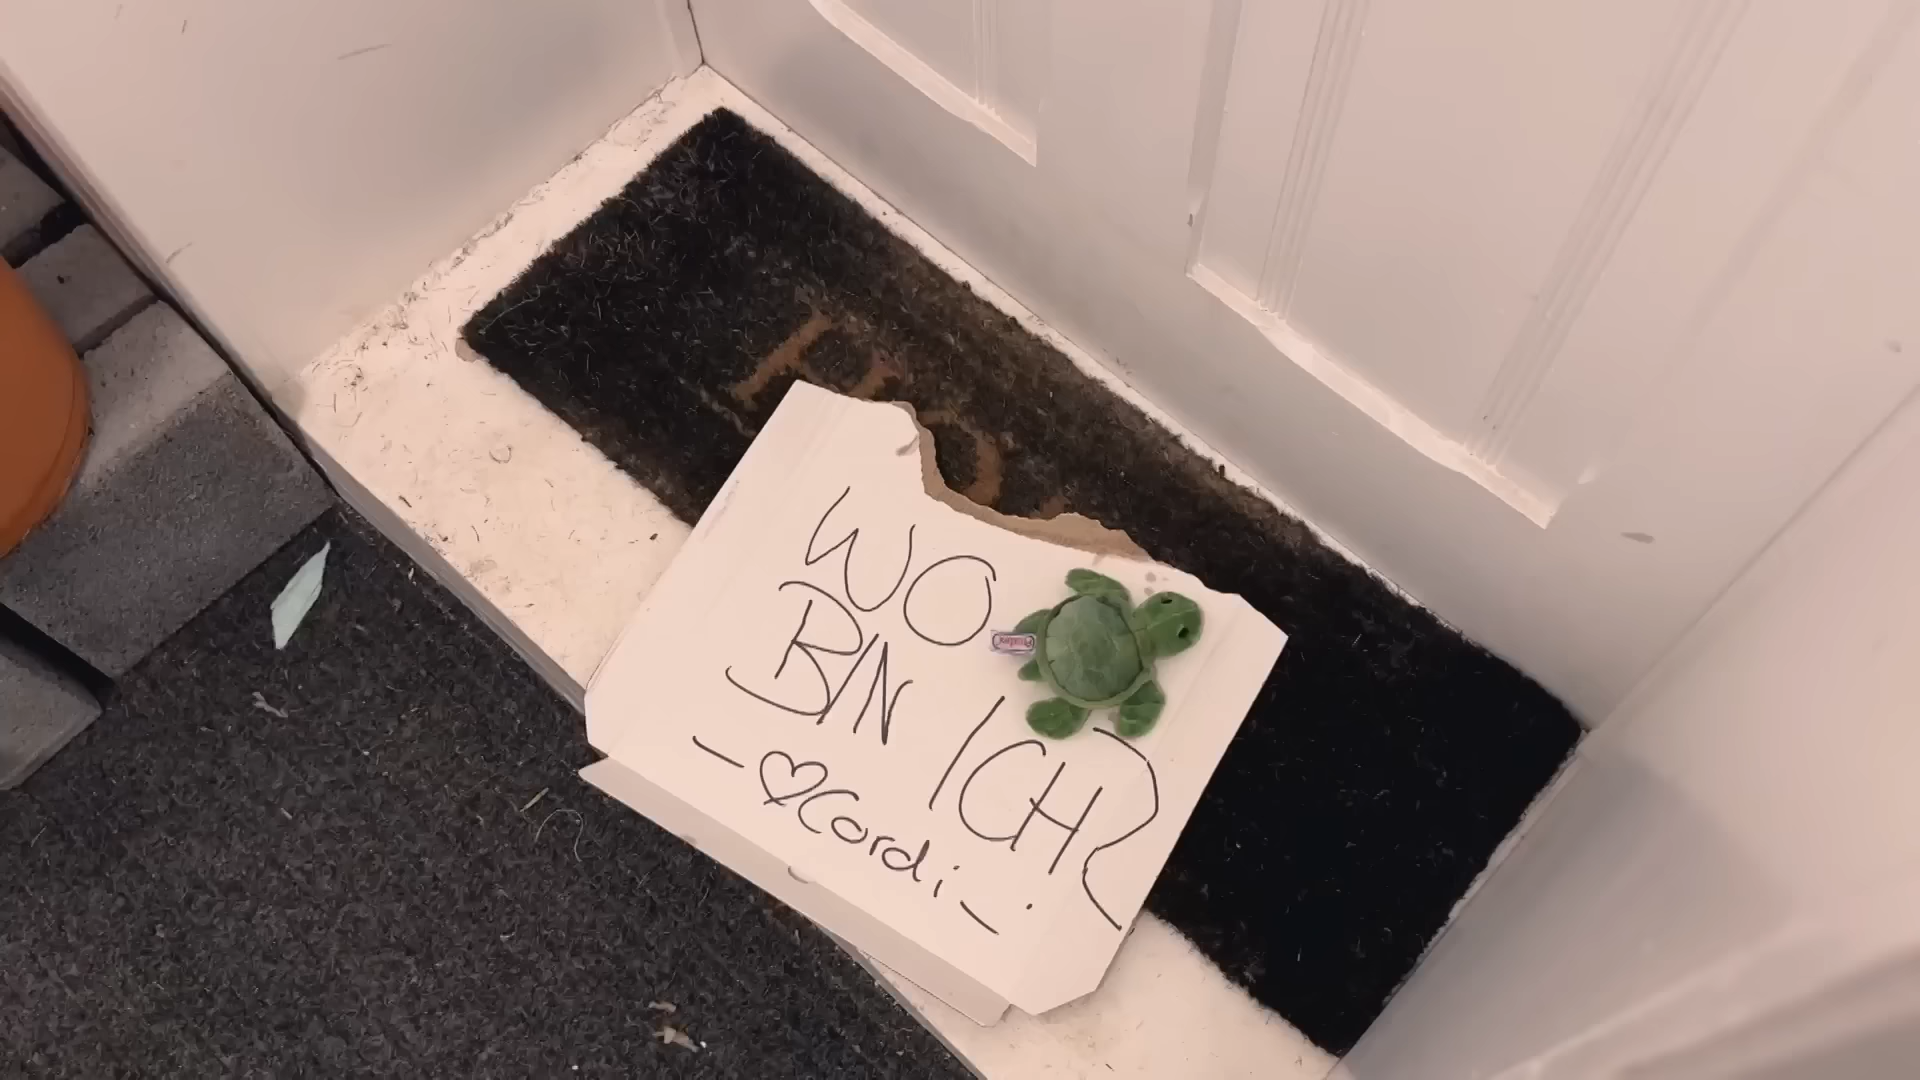 WO
BIN ICH?
- ♡ Cordi -